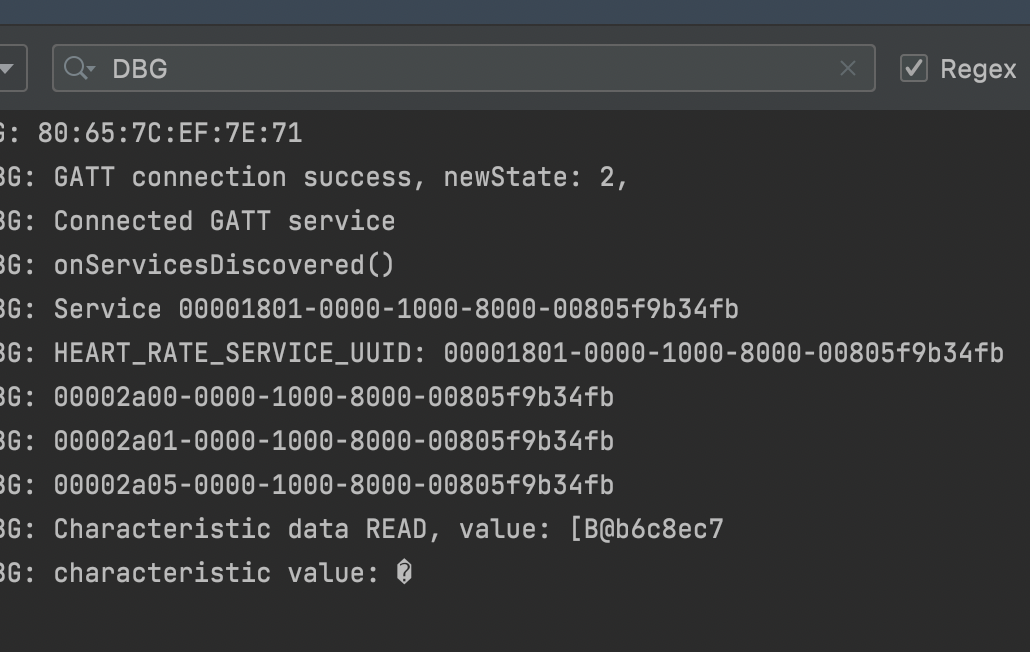 DBG
Regex
G: 80:65:7C:EF:7E:71
BG: GATT connection success, newState: 2,
BG: Connected GATT service
BG: onServicesDiscovered()
BG: Service 00001801-0000-1000-8000-00805f9b34fb
BG: HEART_RATE_SERVICE_UUID: 00001801-0000-1000-8000-00805f9b34fb
BG: 00002a00-0000-1000-8000-00805f9b34fb
BG: 00002a01-0000-1000-8000-00805f9b34fb
BG: 00002a05-0000-1000-8000-00805f9b34fb
BG: Characteristic data READ, value: [B@b6c8ec7
BG: characteristic value: �